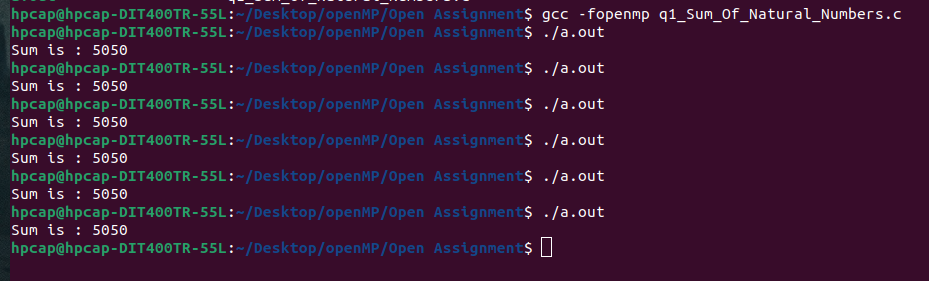 hpcap@hpcap-DIT400TR-55L:~/Desktop/openMP/Open Assignment$ gcc -fopenmp q1_Sum_Of_Natural_Numbers.c
hpcap@hpcap-DIT400TR-55L:~/Desktop/openMP/Open Assignment$ ./a.out
Sum is : 5050
hpcap@hpcap-DIT400TR-55L:~/Desktop/openMP/Open Assignment$ ./a.out
Sum is : 5050
hpcap@hpcap-DIT400TR-55L:~/Desktop/openMP/Open Assignment$ ./a.out
Sum is : 5050
hpcap@hpcap-DIT400TR-55L:~/Desktop/openMP/Open Assignment$ ./a.out
Sum is : 5050
hpcap@hpcap-DIT400TR-55L:~/Desktop/openMP/Open Assignment$ ./a.out
Sum is : 5050
hpcap@hpcap-DIT400TR-55L:~/Desktop/openMP/Open Assignment$ ./a.out
Sum is : 5050
hpcap@hpcap-DIT400TR-55L:~/Desktop/openMP/Open Assignment$